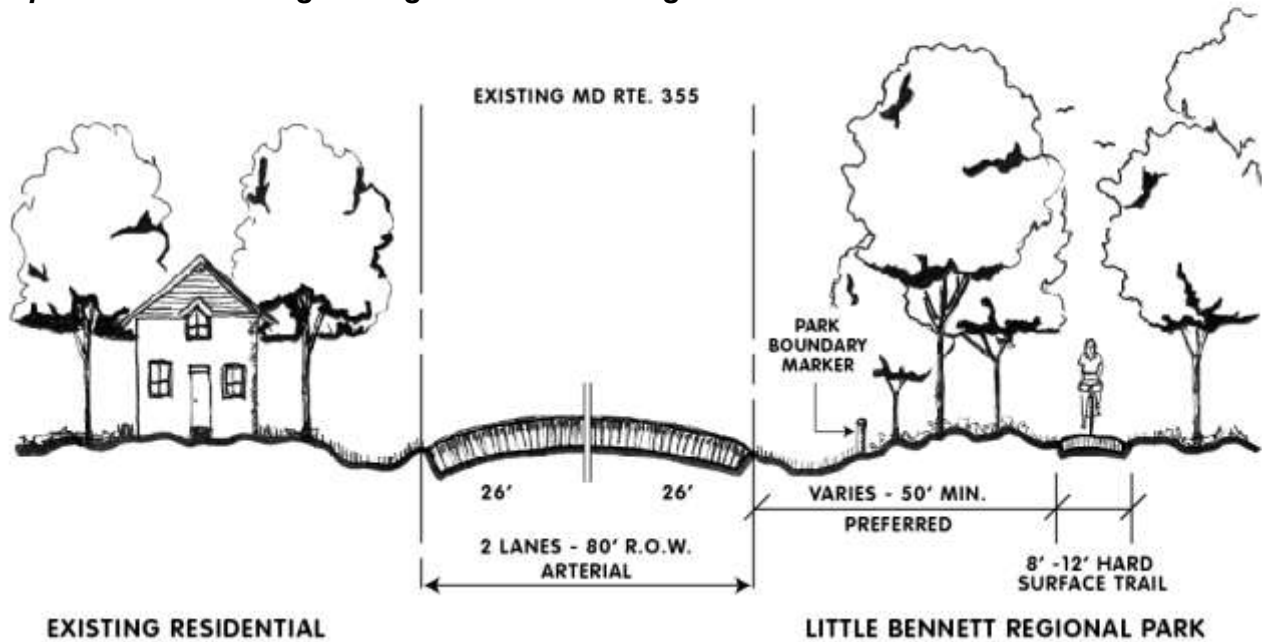 EXISTING MD RTE. 355
PARK
BOUNDARY
MARKER
26' 26'
2 LANES - 80' R.O.W.
ARTERIAL
VARIES - 50' MIN.
PREFERRED
8' -12' HARD
SURFACE TRAIL
EXISTING RESIDENTIAL
LITTLE BENNETT REGIONAL PARK